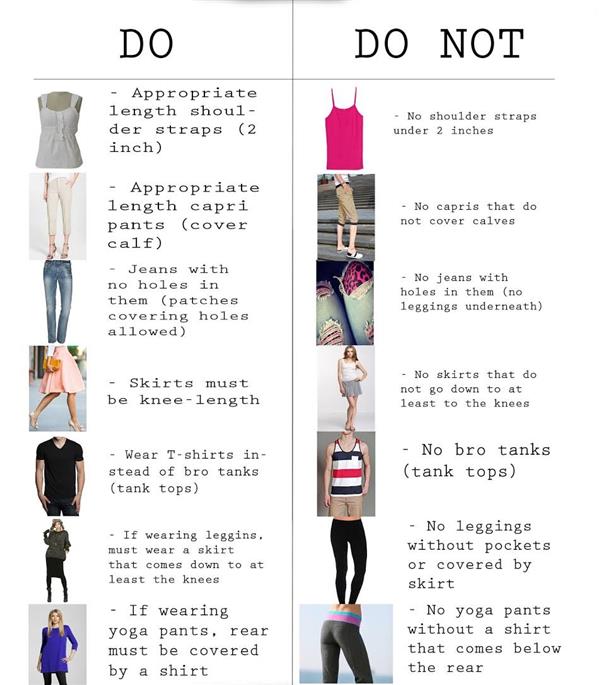 DO
DO NOT
- Appropriate
length shoul-
der straps (2
inch)
- No shoulder straps
under 2 inches
- Appropriate
length capri
pants (cover
calf)
- No capris that do
not cover calves
- Jeans with
no holes in
them (patches
covering holes
allowed)
- No jeans with
holes in them (no
leggings underneath)
- Skirts must
be knee-length
- No skirts that do
not go down to at
least to the knees
- Wear T-shirts in-
stead of bro tanks
(tank tops)
- No bro tanks
(tank tops)
- If wearing leggins,
must wear a skirt
that comes down to at
least the knees
- No leggings
without pockets
or covered by
skirt
- If wearing
yoga pants, rear
must be covered
by a shirt
- No yoga pants
without a shirt
that comes below
the rear